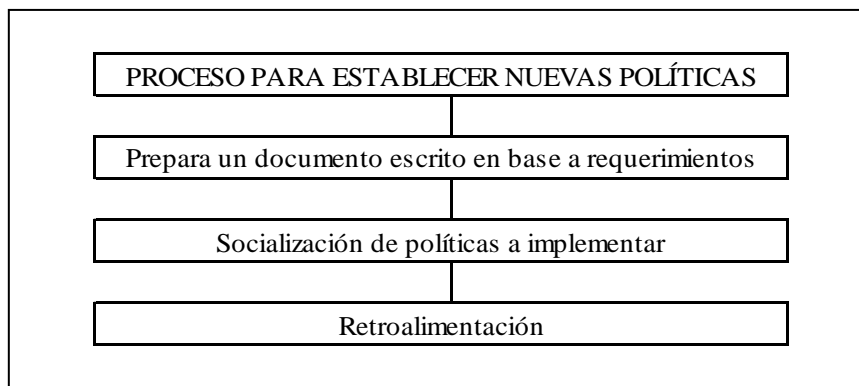 PROCESO PARA ESTABLECER NUEVAS POLÍTICAS
Prepara un documento escrito en base a requerimientos
Socialización de políticas a implementar
Retroalimentación